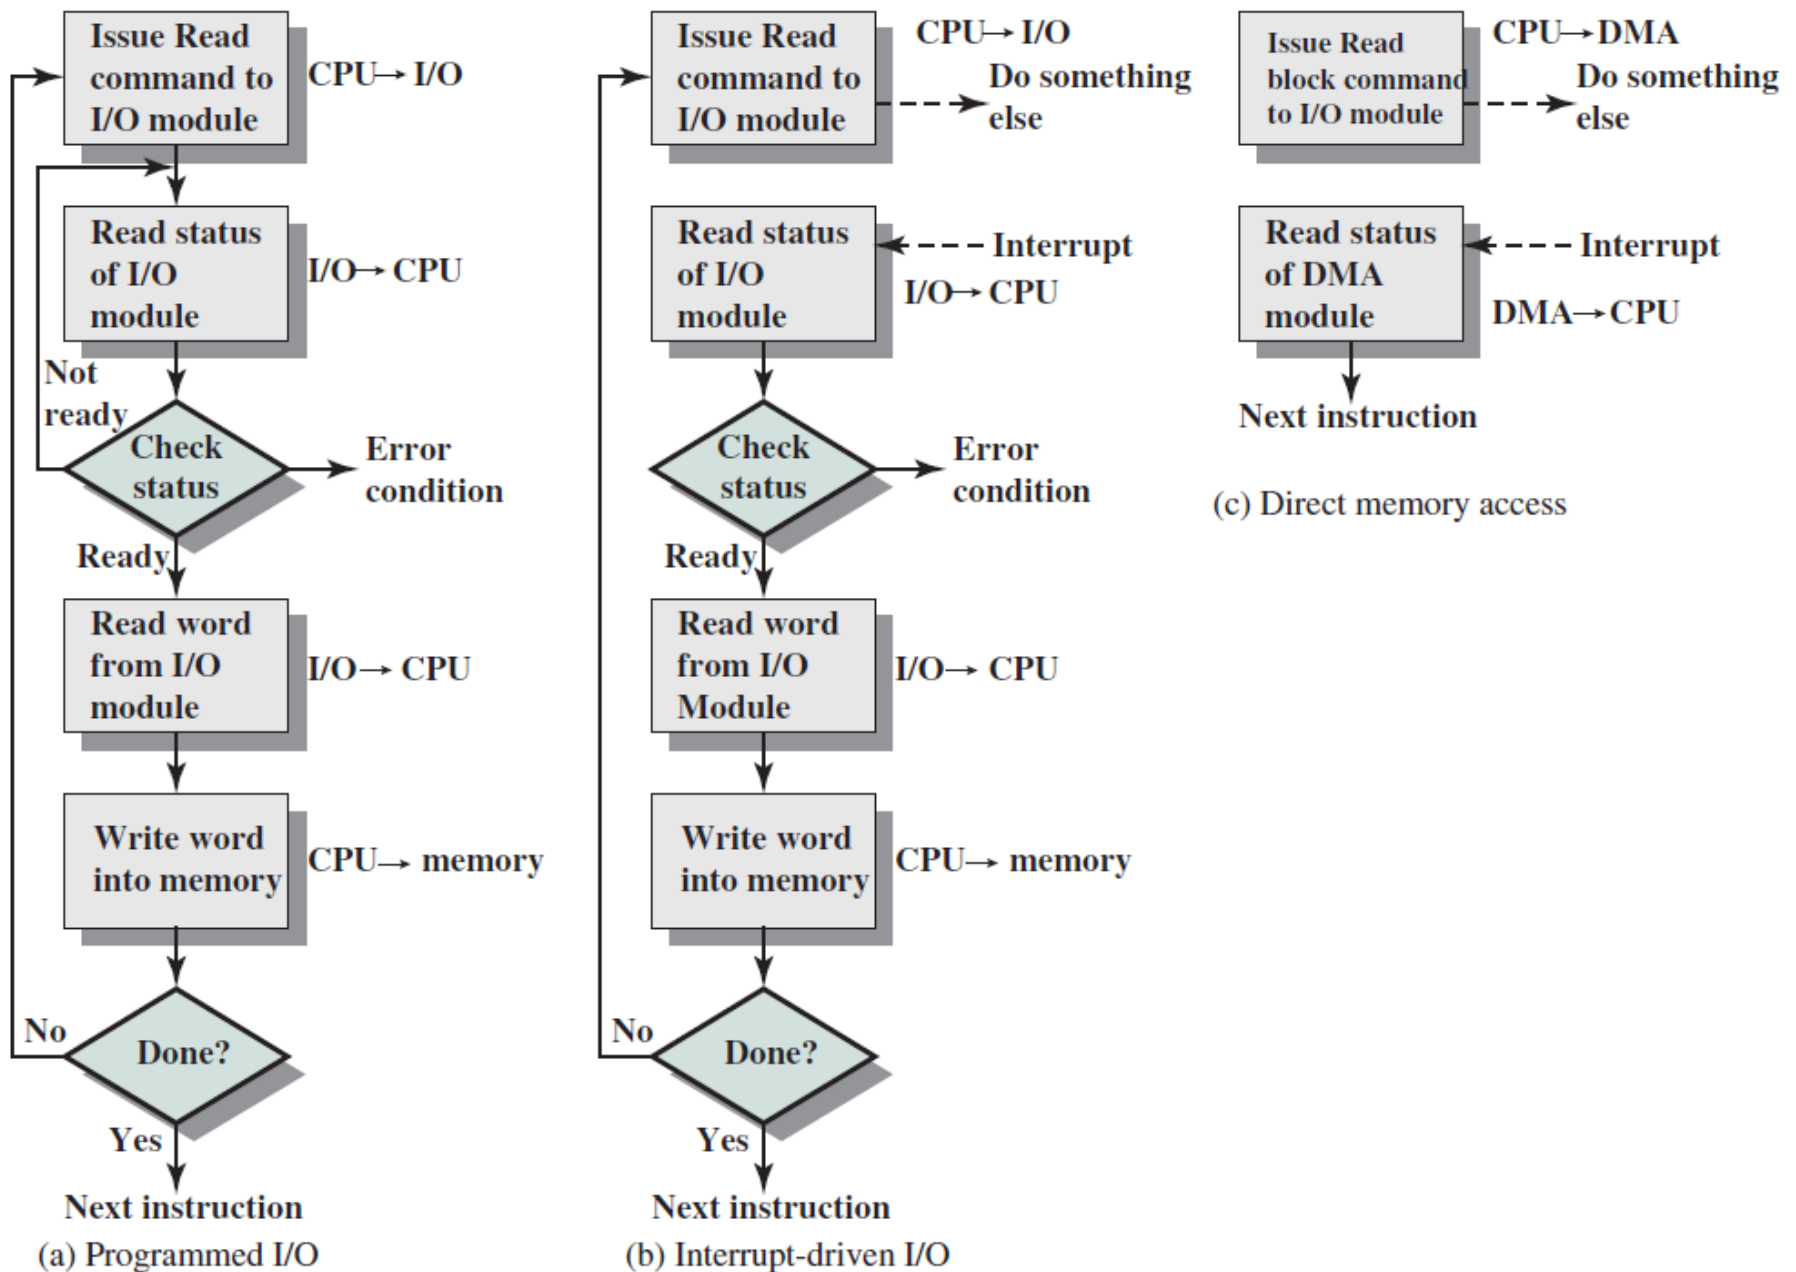 Issue Read
command to
I/O module
CPU→ I/O
Read status
of I/O
module
I/O→ CPU
Not
ready
Check
status
Error
condition
Ready
Read word
from I/O
module
I/O→ CPU
Write word
into memory
CPU→ memory
No
Done?
Yes
Next instruction
(a) Programmed I/O
Issue Read
command to
I/O module
CPU→ I/O
Do something
else
Read status
of I/O
module
Interrupt
I/O→ CPU
Check
status
Error
condition
Ready
Read word
from I/O
Module
I/O→ CPU
Write word
into memory
CPU→ memory
No
Done?
Yes
Next instruction
(b) Interrupt-driven I/O
Issue Read
block command
to I/O module
CPU→DMA
Do something
else
Read status
of DMA
module
Interrupt
DMA→CPU
Next instruction
(c) Direct memory access